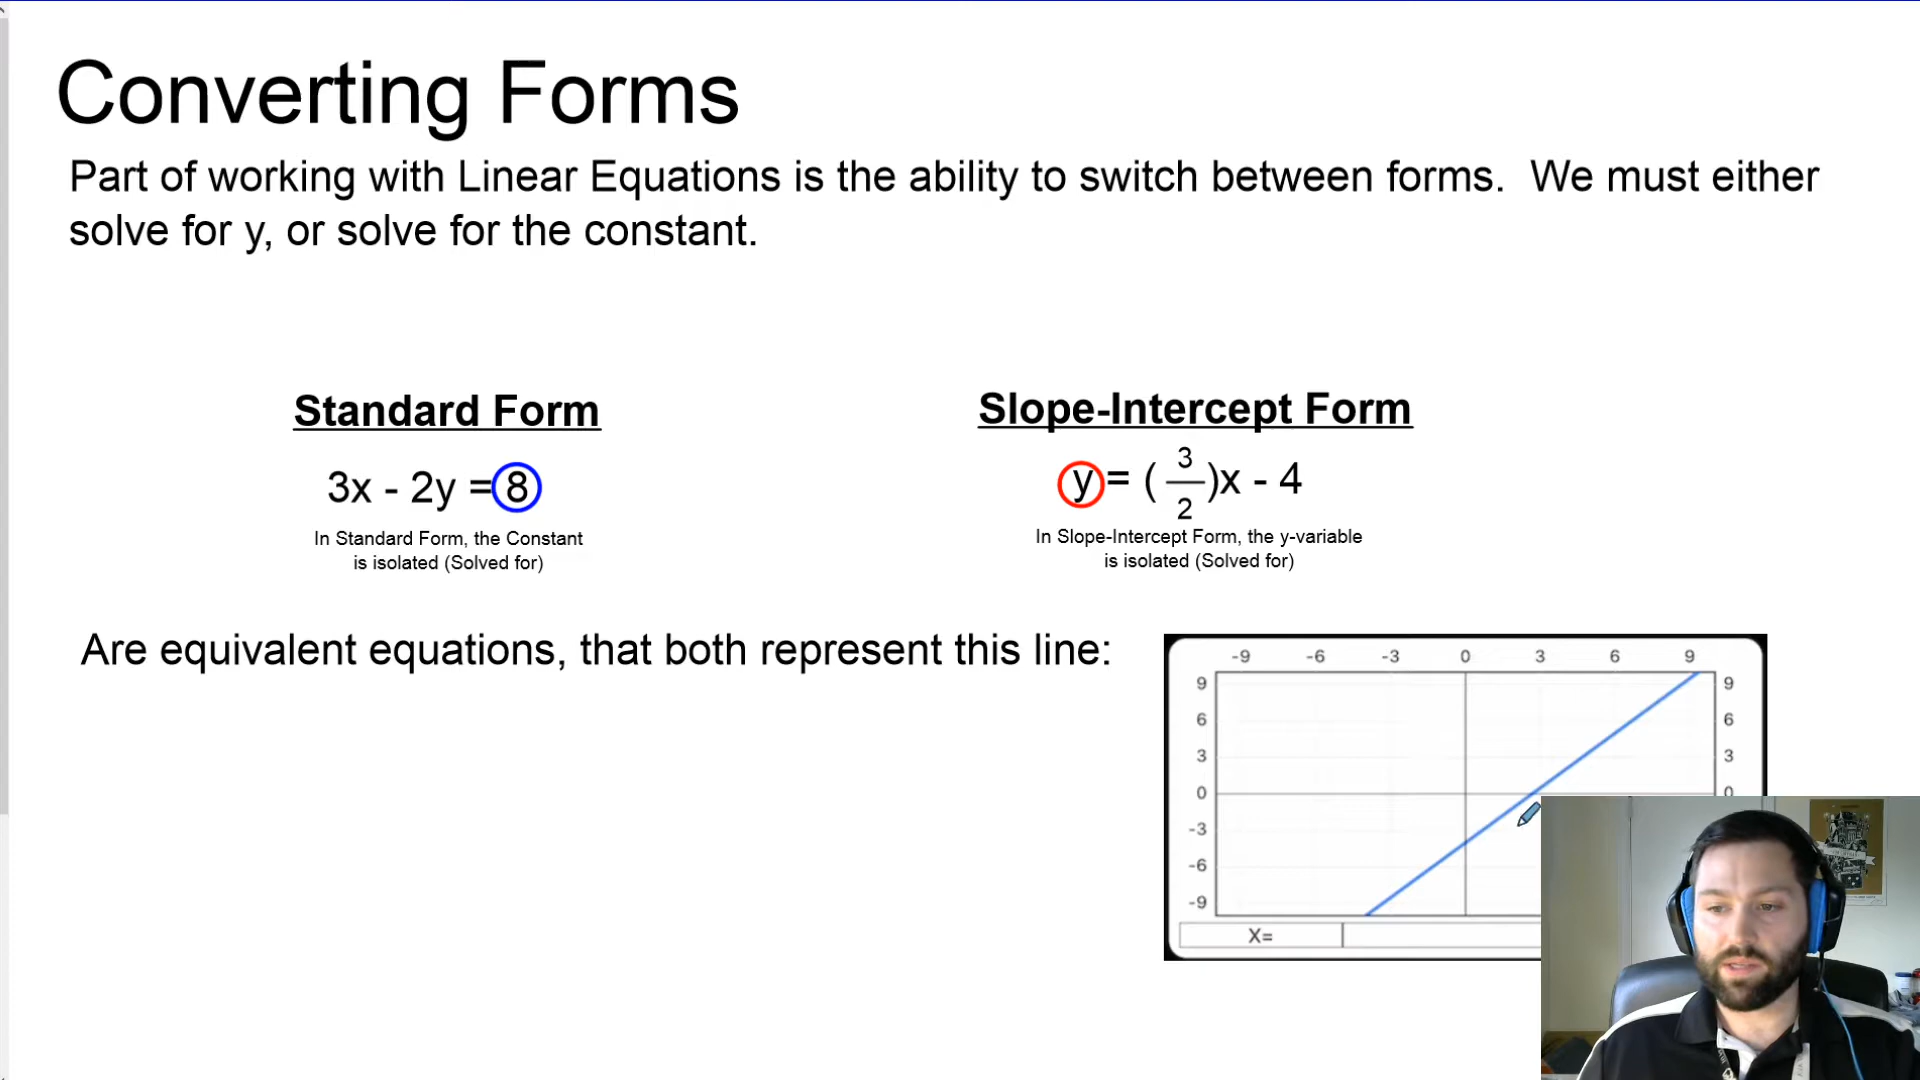 Converting Forms
Part of working with Linear Equations is the ability to switch between forms.  We must either
solve for y, or solve for the constant.
Standard Form
3x - 2y = 8
In Standard Form, the Constant
is isolated (Solved for)
Slope-Intercept Form
y = (3/2)x - 4
In Slope-Intercept Form, the y-variable
is isolated (Solved for)
Are equivalent equations, that both represent this line:
-9 -6 -3 0 3 6 9
9 9
6 6
3 3
0 0
-3
-6
-9
X=